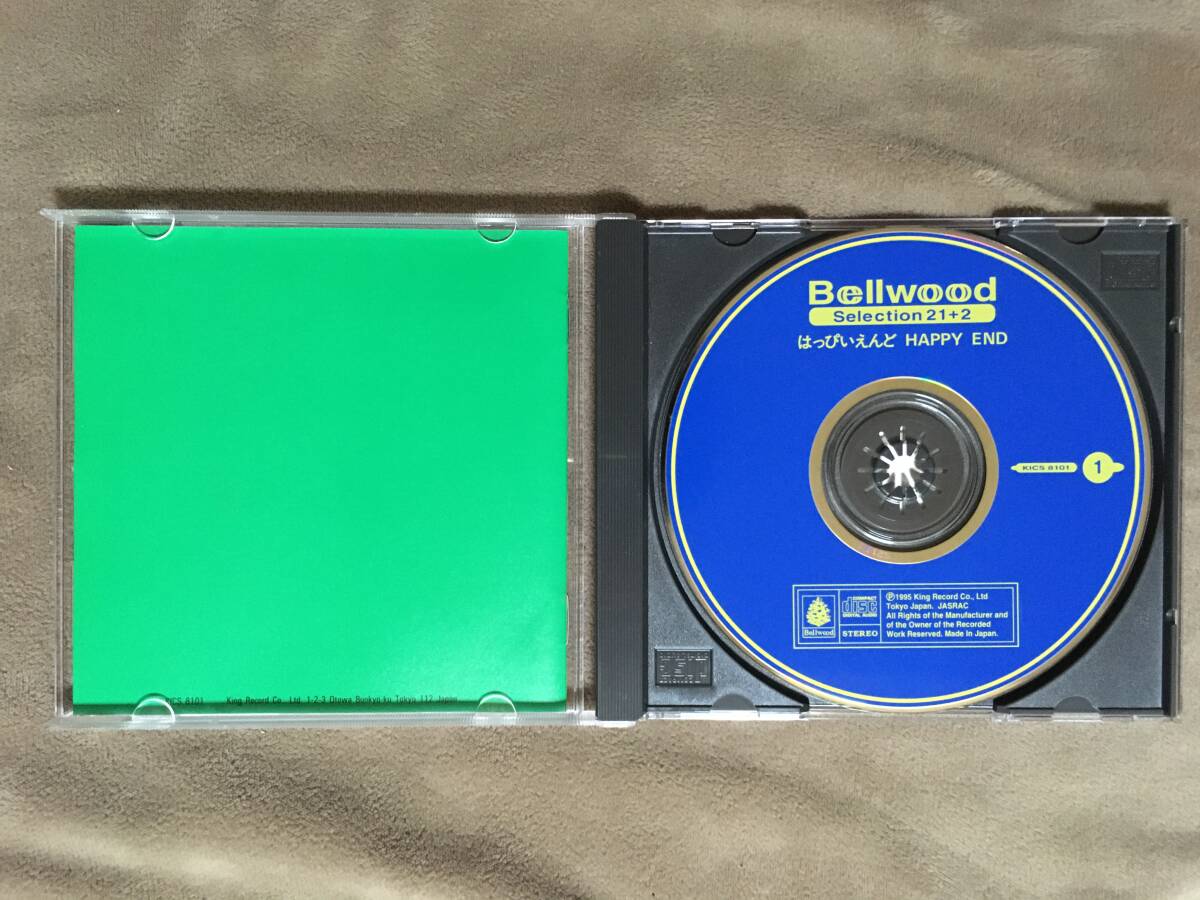 Bellwood
Selection 21+2
はっぴいえんど HAPPY END
KICS 8101
1
Bellwood
COMPACT
disc
DIGITAL AUDIO
STEREO
Ⓟ1995 King Record Co., Ltd
Tokyo Japan. JASRAC
All Rights of the Manufacturer and
of the Owner of the Recorded
Work Reserved. Made In Japan.
KICS 8101 King Record Co., Ltd. 1-2-3 Otowa Bunkyo-ku Tokyo 112 Japan